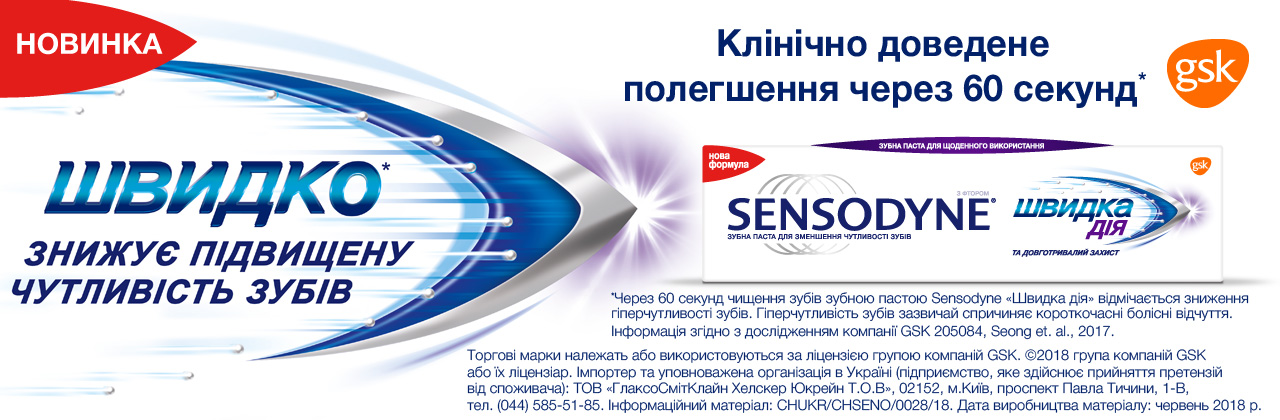 НОВИНКА
Клінічно доведене
полегшення через 60 секунд*
gsk
ШВИДКО*
ЗНИЖУЄ ПІДВИЩЕНУ
ЧУТЛИВІСТЬ ЗУБІВ
ЗУБНА ПАСТА ДЛЯ ЩОДЕННОГО ВИКОРИСТАННЯ
нова
формула
gsk
З ФТОРОМ
SENSODYNE®
ЗУБНА ПАСТА ДЛЯ ЗМЕНШЕННЯ ЧУТЛИВОСТІ ЗУБІВ
ШВИДКА
ДІЯ
ТА ДОВГОТРИВАЛИЙ ЗАХИСТ
*Через 60 секунд чищення зубів зубною пастою Sensodyne «Швидка дія» відмічається зниження
гіперчутливості зубів. Гіперчутливість зубів зазвичай спричиняє короткочасні болісні відчуття.
Інформація згідно з дослідженням компанії GSK 205084, Seong et. al., 2017.
Торгові марки належать або використовуються за ліцензією групою компаній GSK. ©2018 група компаній GSK
або їх ліцензіар. Імпортер та уповноважена організація в Україні (підприємство, яке здійснює прийняття претензій
від споживача): ТОВ «ГлаксоСмітКлайн Хелскер Юкрейн Т.О.В», 02152, м.Київ, проспект Павла Тичини, 1-В,
тел. (044) 585-51-85. Інформаційний матеріал: CHUKR/CHSENO/0028/18. Дата виробництва матеріалу: червень 2018 р.